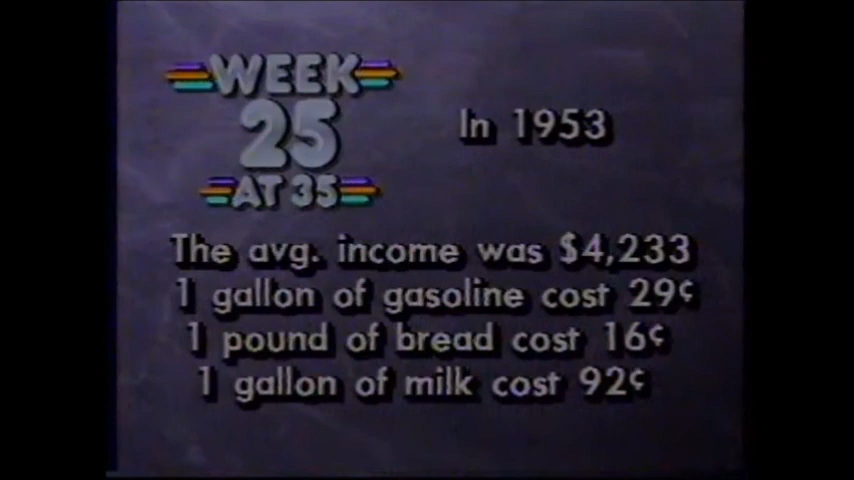 WEEK
25
AT 35
In 1953
The avg. income was $4,233
1 gallon of gasoline cost 29¢
1 pound of bread cost 16¢
1 gallon of milk cost 92¢